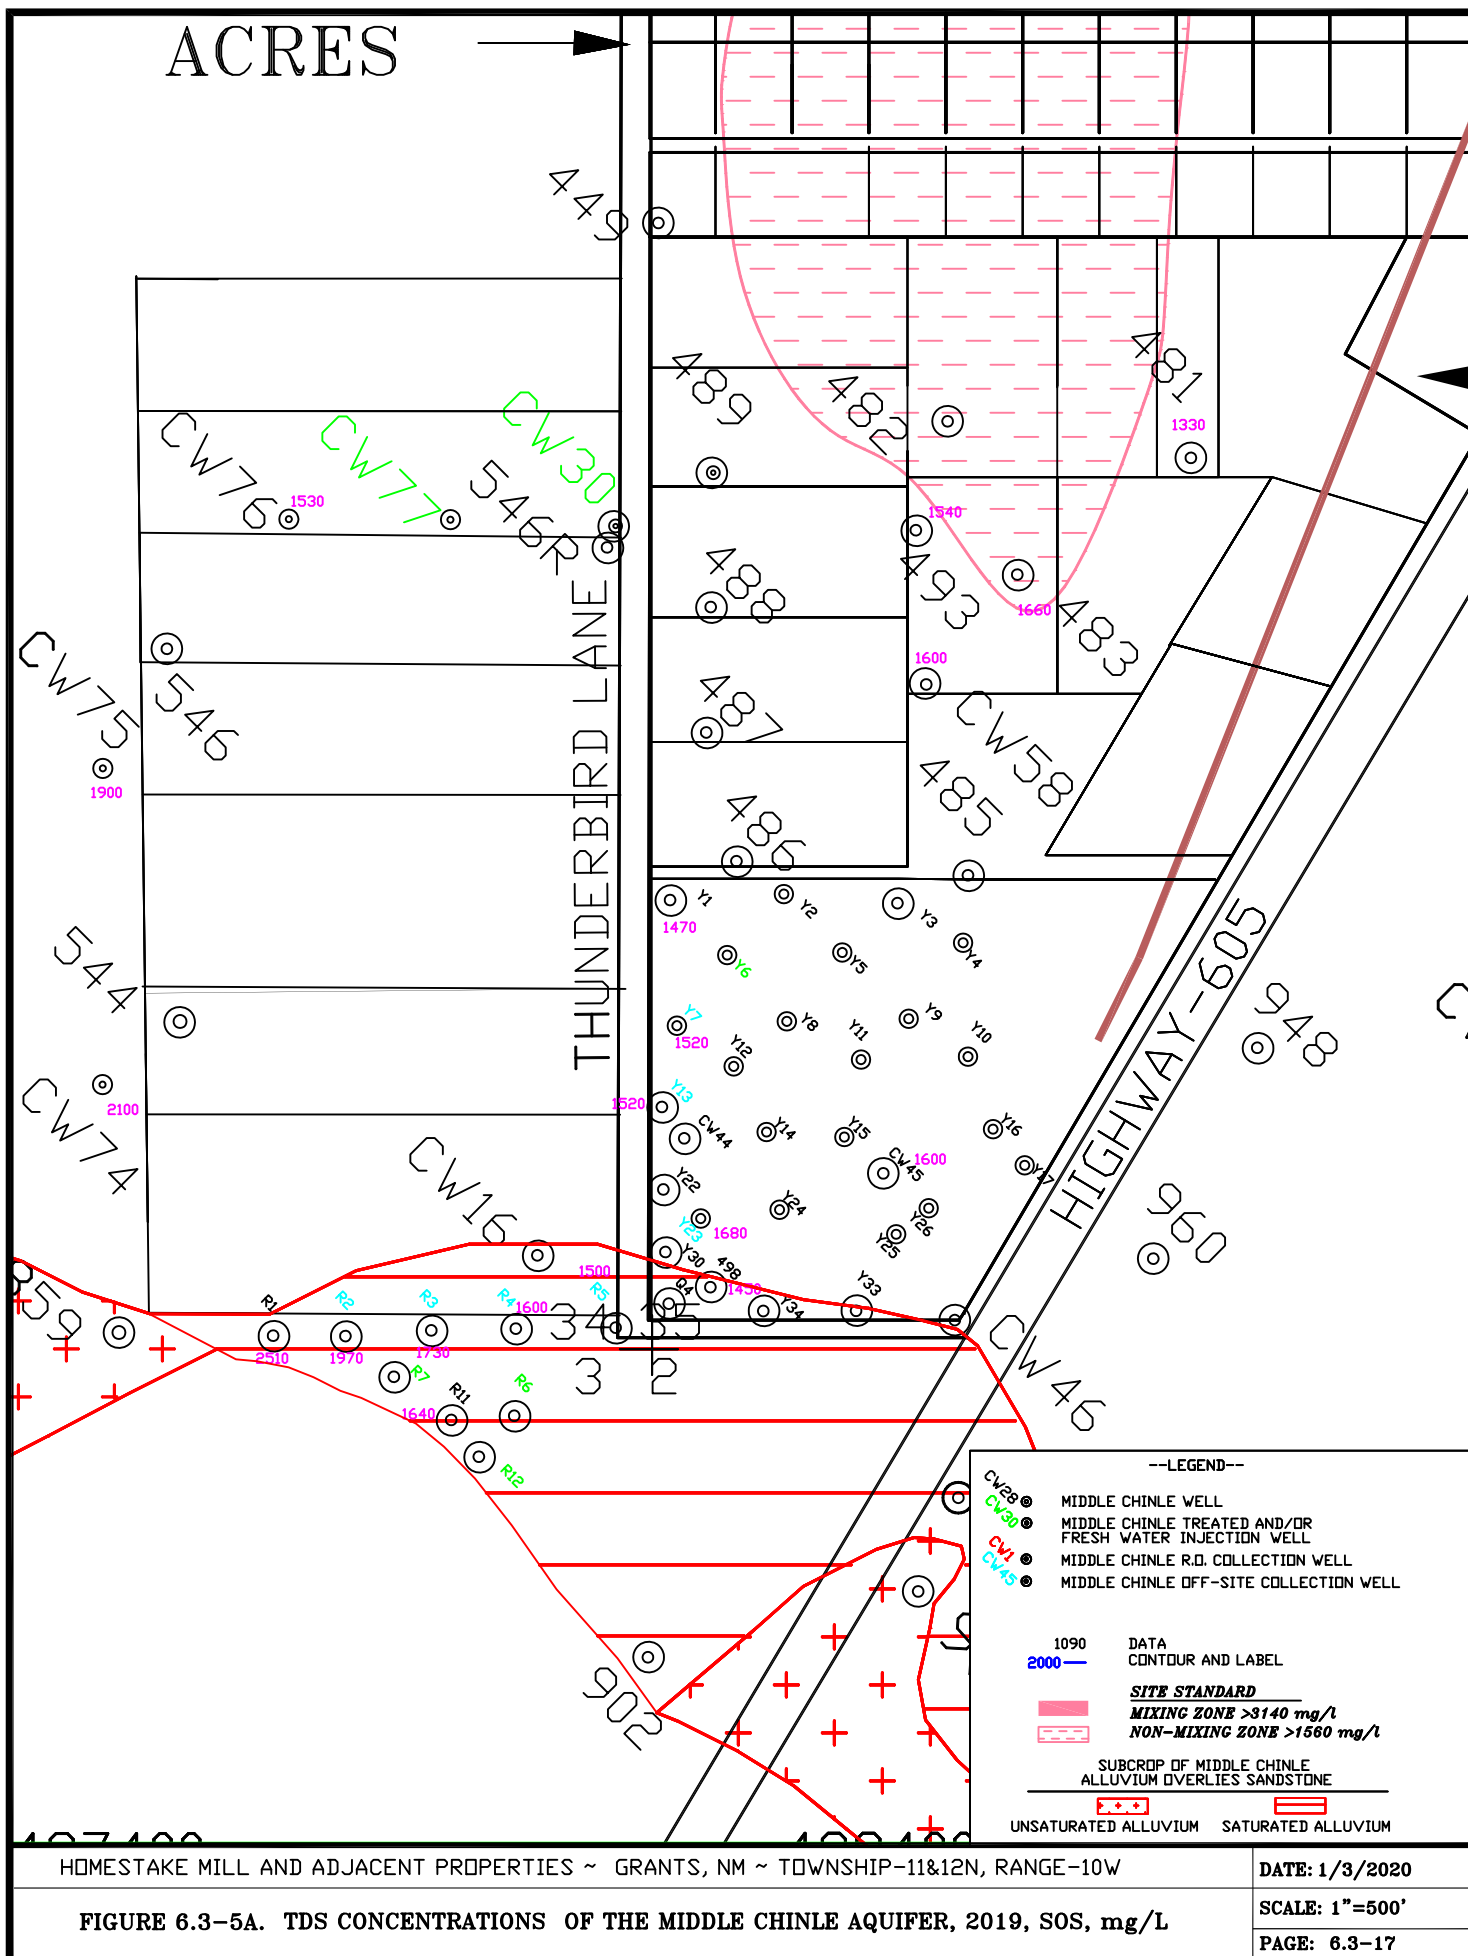 ACRES
449
481
1330
489
482
CW76
1530
CW77
CW30
546R
1540
493
1660
483
488
THUNDERBIRD LANE
CW75
1900
546
1600
CW58
487
485
486
Y1
1470
Y2
Y3
Y4
Y5
Y6
544
Y7
1520
Y8
Y9
Y10
Y11
Y12
HIGHWAY-605
948
CW74
2100
1520
Y13
CW44
Y14
Y15
Y16
CW45
1600
Y17
CW16
Y22
Y23
1680
Y24
Y25
Y26
960
Y30
498
1450
Q4
Y34
Y33
1500
859
R1
R2
R3
R4
1600
R5
34
35
3
2
2510
1970
1730
R7
1640
R11
R6
R12
CW46
902
--LEGEND--
CW28 MIDDLE CHINLE WELL
CW30 MIDDLE CHINLE TREATED AND/OR
FRESH WATER INJECTION WELL
CW1 MIDDLE CHINLE R.O. COLLECTION WELL
CW45 MIDDLE CHINLE OFF-SITE COLLECTION WELL
1090 DATA
2000 CONTOUR AND LABEL
SITE STANDARD
MIXING ZONE >3140 mg/l
NON-MIXING ZONE >1560 mg/l
SUBCROP OF MIDDLE CHINLE
ALLUVIUM OVERLIES SANDSTONE
UNSATURATED ALLUVIUM SATURATED ALLUVIUM
HOMESTAKE MILL AND ADJACENT PROPERTIES ~ GRANTS, NM ~ TOWNSHIP-11&12N, RANGE-10W
DATE: 1/3/2020
FIGURE 6.3-5A. TDS CONCENTRATIONS OF THE MIDDLE CHINLE AQUIFER, 2019, SOS, mg/L
SCALE: 1"=500'
PAGE: 6.3-17